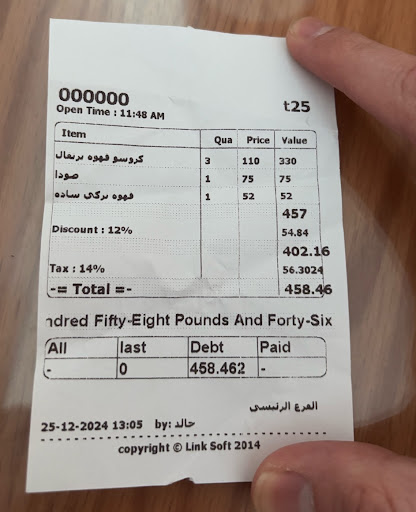 000000 t25
Open Time : 11:48 AM
Item Qua Price Value
كروسو قهوه برتقال 3 110 330
صودا 1 75 75
قهوه تركي ساده 1 52 52
457
Discount : 12% 54.84
402.16
Tax : 14% 56.3024
-= Total =- 458.46
ndred Fifty-Eight Pounds And Forty-Six
All last Debt Paid
- 0 458.462 -
الفرع الرئيسى
25-12-2024 13:05 by: خالد
copyright © Link Soft 2014